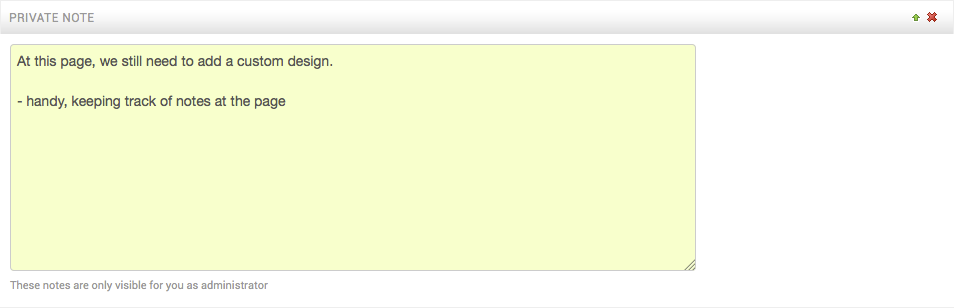 PRIVATE NOTE
At this page, we still need to add a custom design.
- handy, keeping track of notes at the page
These notes are only visible for you as administrator